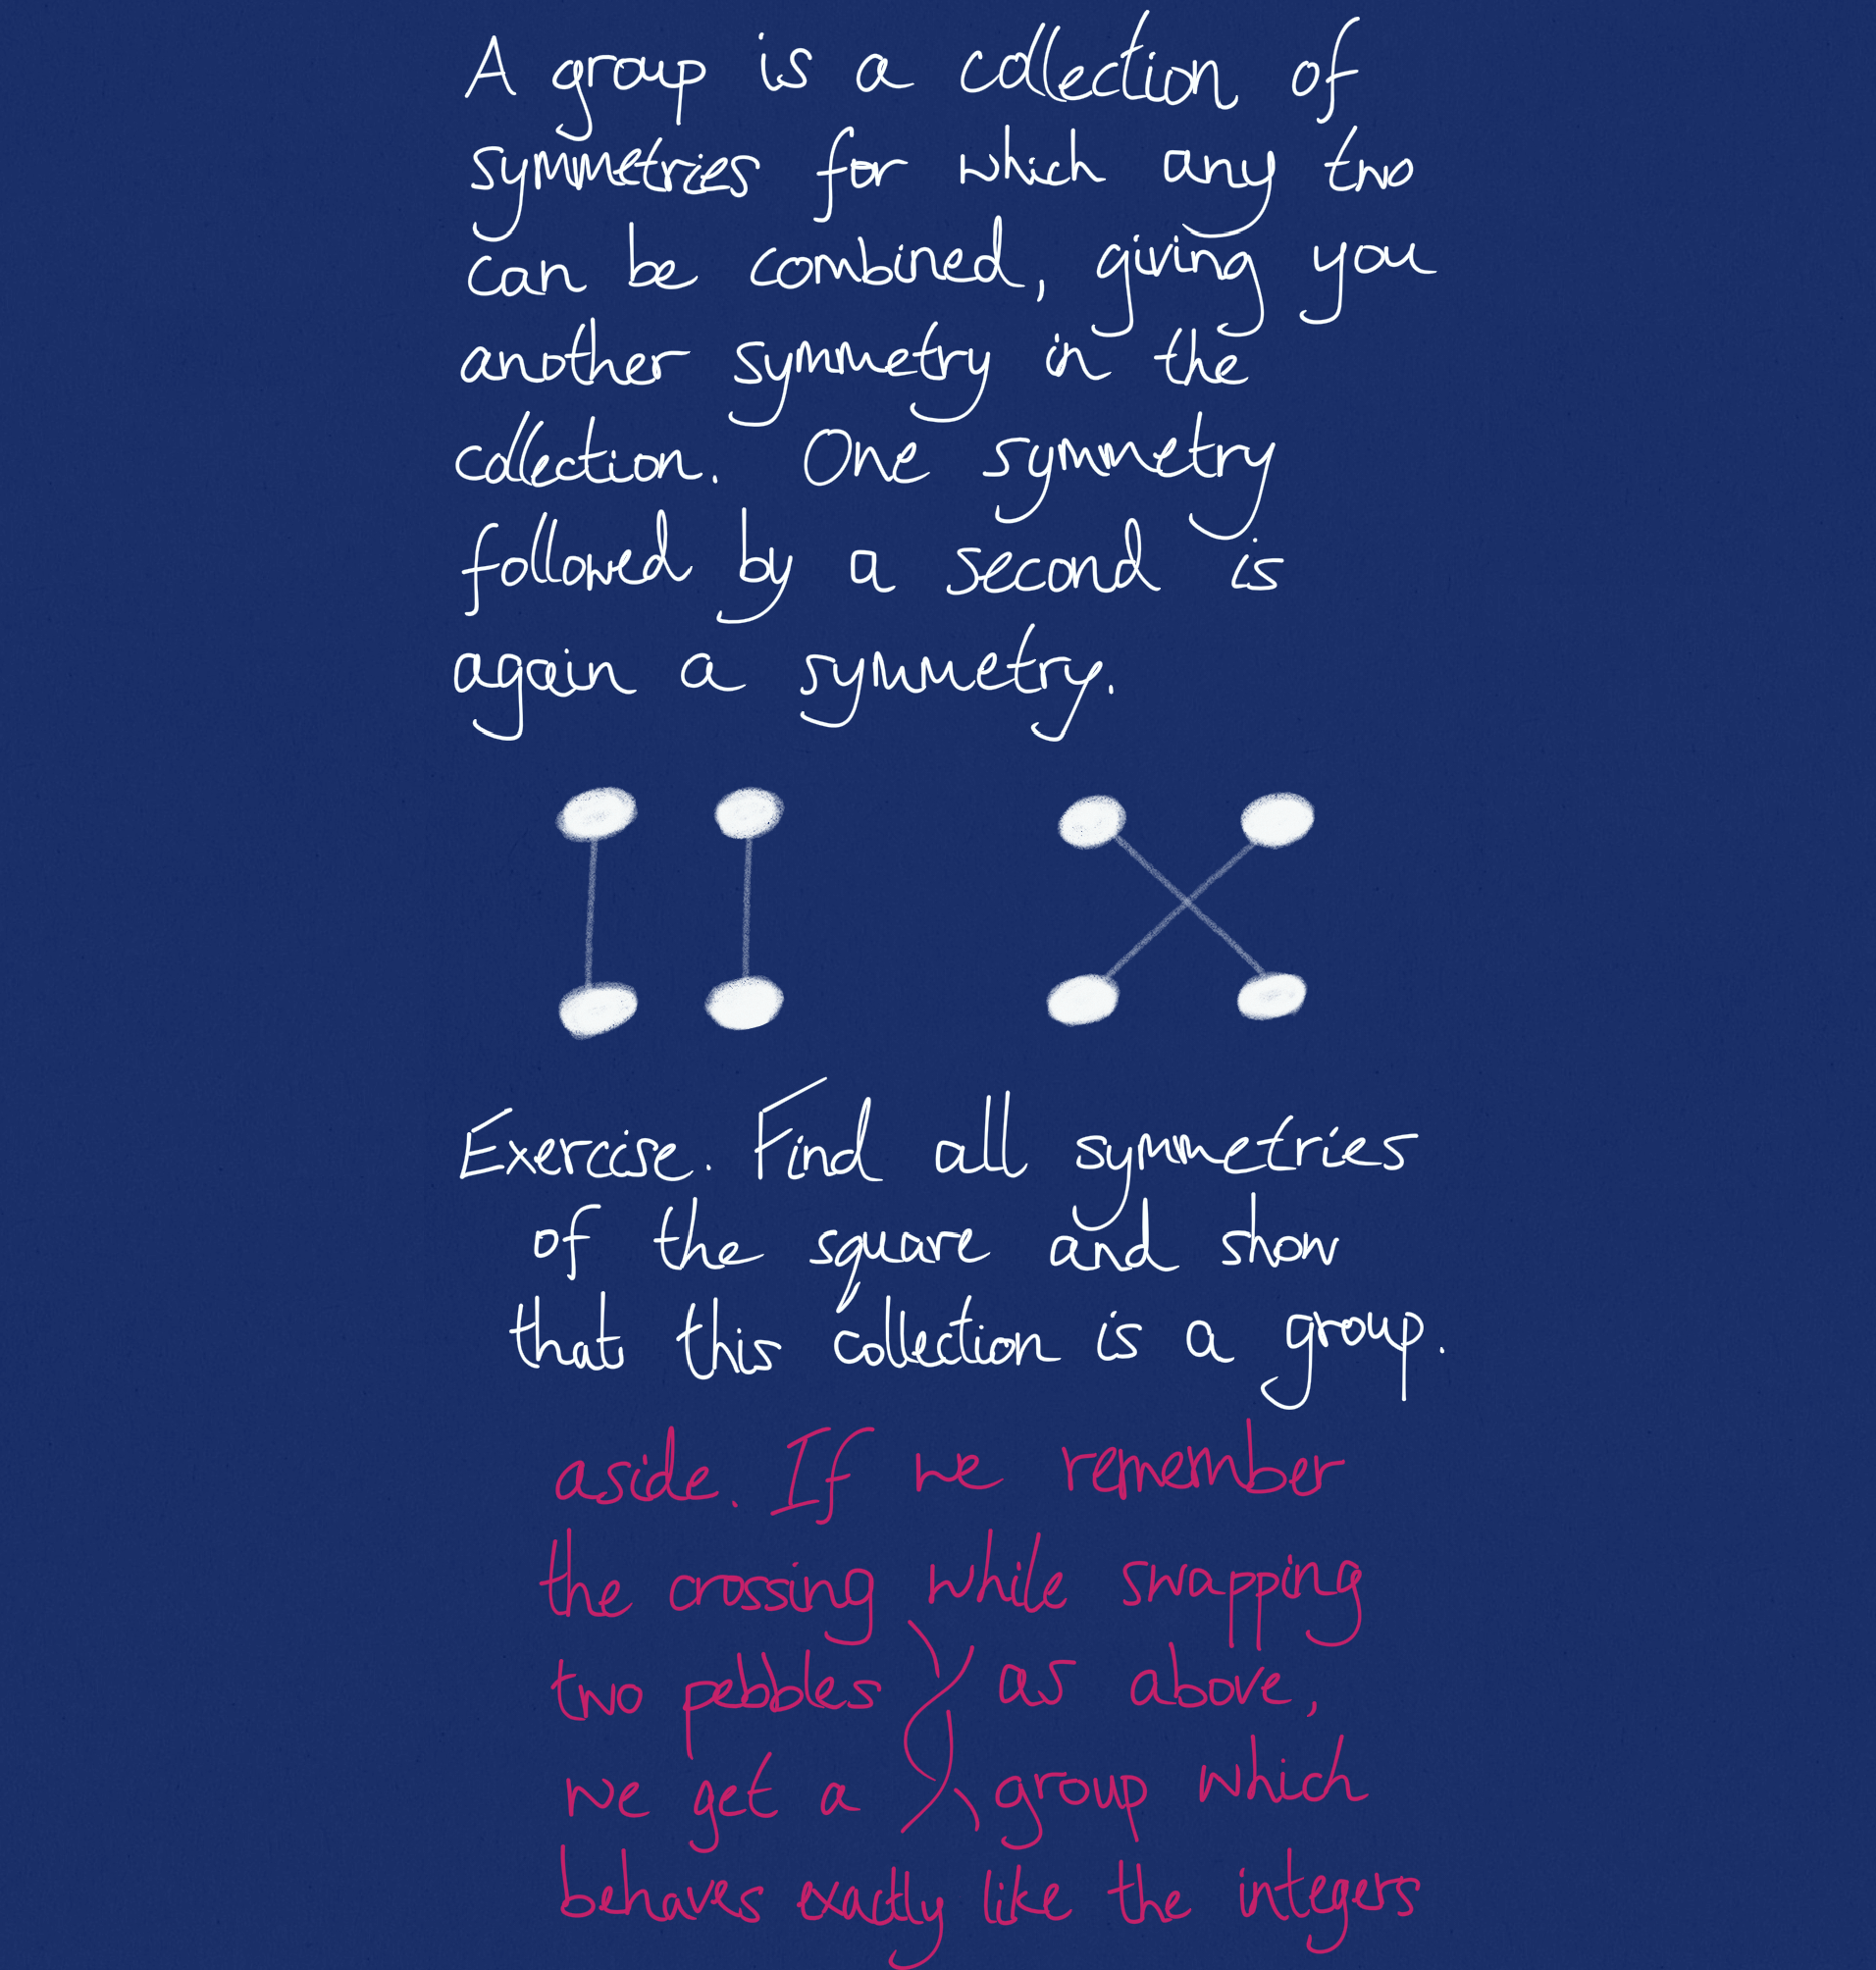 A group is a collection of
symmetries for which any two
can be combined, giving you
another symmetry in the
collection. One symmetry
followed by a second is
again a symmetry.
Exercise. Find all symmetries
of the square and show
that this collection is a group.
aside. If we remember
the crossing while swapping
two pebbles as above,
we get a group which
behaves exactly like the integers